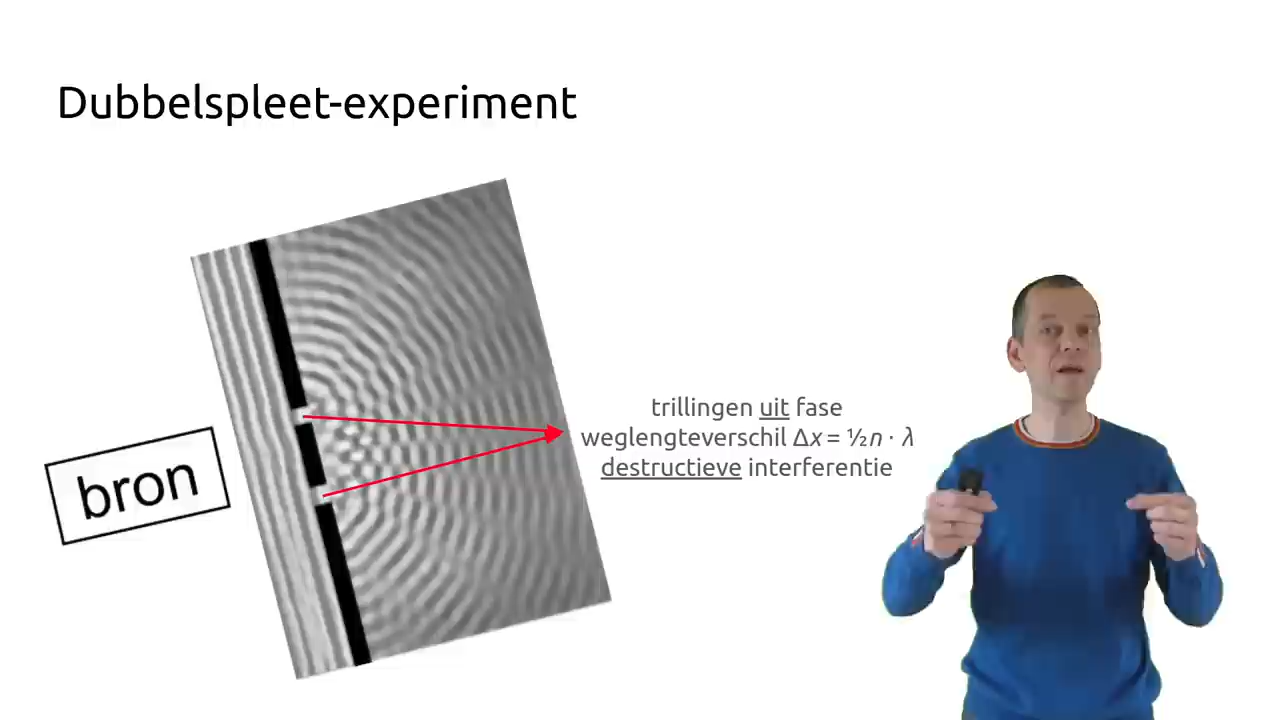 Dubbelspleet-experiment
bron
trillingen uit fase
weglengteverschil Δx = ½n · λ
destructieve interferentie